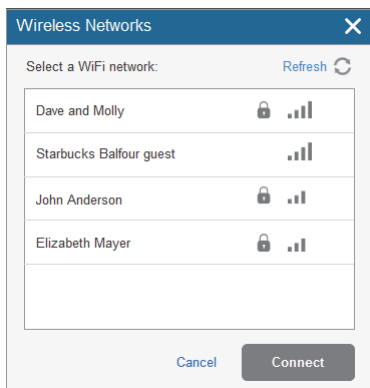 Wireless Networks
Select a WiFi network: Refresh
Dave and Molly
Starbucks Balfour guest
John Anderson
Elizabeth Mayer
Cancel Connect